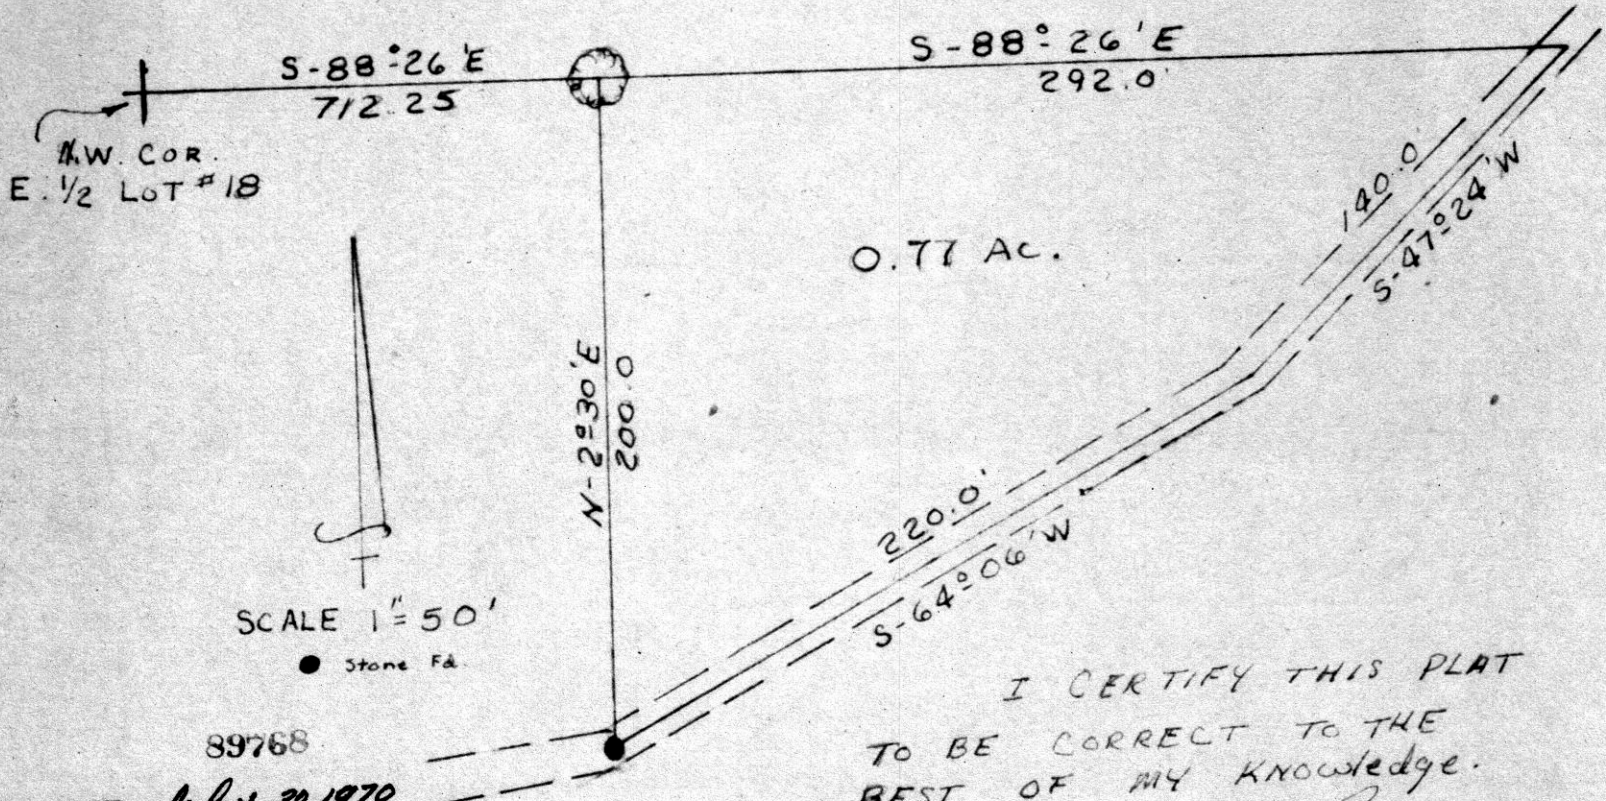 S-88°-26'E
712.25
S-88°-26'E
292.0'
N.W. COR.
E. 1/2 LOT #18
140.0
S-47°24'W
0.77 Ac.
N-2°30'E
200.0
220.0'
S-64°06'W
SCALE 1"=50'
Stone Fd.
I CERTIFY THIS PLAT
TO BE CORRECT TO THE
BEST OF MY KNOWledge.
89768
20 1970